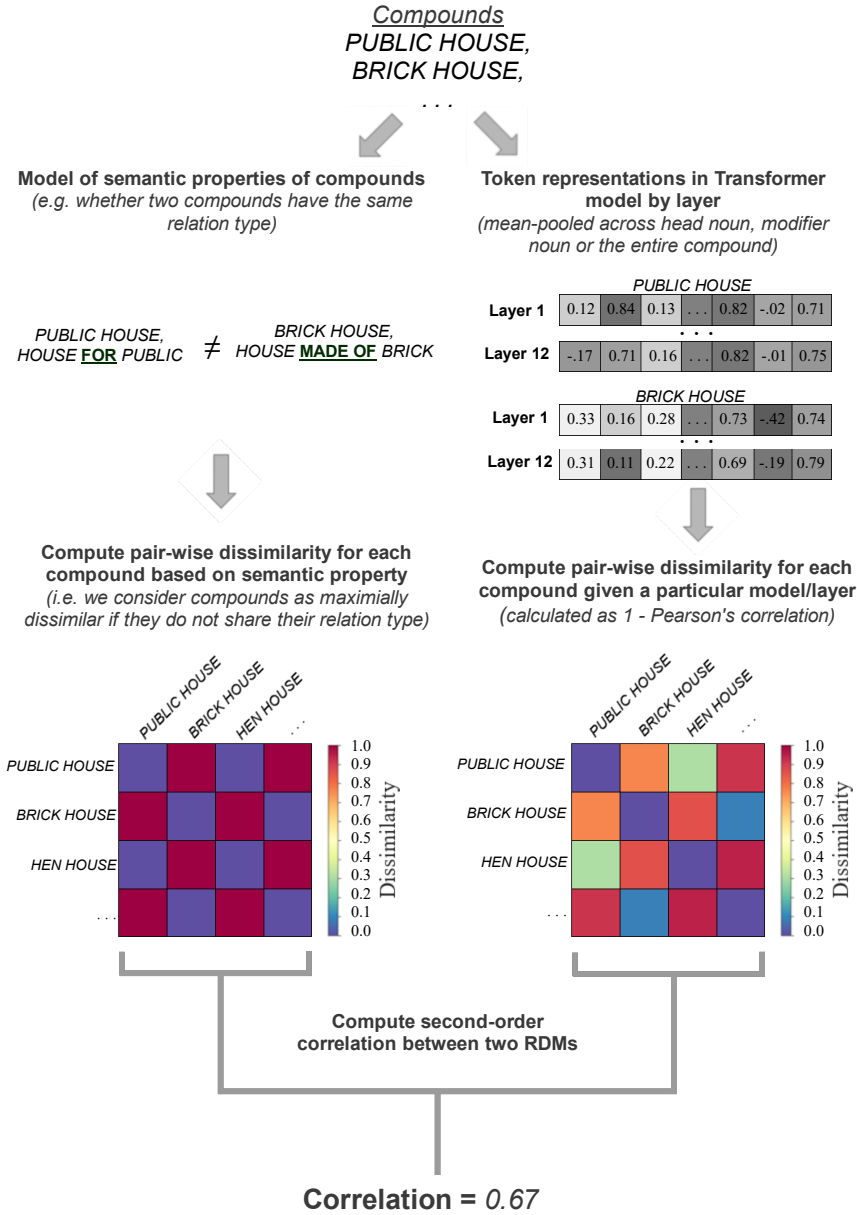 Compounds
PUBLIC HOUSE,
BRICK HOUSE,
...
Model of semantic properties of compounds
(e.g. whether two compounds have the same
relation type)
PUBLIC HOUSE,
HOUSE FOR PUBLIC
≠
BRICK HOUSE,
HOUSE MADE OF BRICK
Token representations in Transformer
model by layer
(mean-pooled across head noun, modifier
noun or the entire compound)
PUBLIC HOUSE
Layer 1 0.12 0.84 0.13 ... 0.82 -.02 0.71
...
Layer 12 -.17 0.71 0.16 ... 0.82 -.01 0.75
BRICK HOUSE
Layer 1 0.33 0.16 0.28 ... 0.73 -.42 0.74
...
Layer 12 0.31 0.11 0.22 ... 0.69 -.19 0.79
Compute pair-wise dissimilarity for each
compound based on semantic property
(i.e. we consider compounds as maximially
dissimilar if they do not share their relation type)
Compute pair-wise dissimilarity for each
compound given a particular model/layer
(calculated as 1 - Pearson's correlation)
PUBLIC HOUSE
BRICK HOUSE
HEN HOUSE
...
PUBLIC HOUSE
BRICK HOUSE
HEN HOUSE
...
1.0
0.9
0.8
0.7
0.6
0.5
0.4
0.3
0.2
0.1
0.0
Dissimilarity
PUBLIC HOUSE
BRICK HOUSE
HEN HOUSE
...
PUBLIC HOUSE
BRICK HOUSE
HEN HOUSE
...
1.0
0.9
0.8
0.7
0.6
0.5
0.4
0.3
0.2
0.1
0.0
Dissimilarity
Compute second-order
correlation between two RDMs
Correlation = 0.67